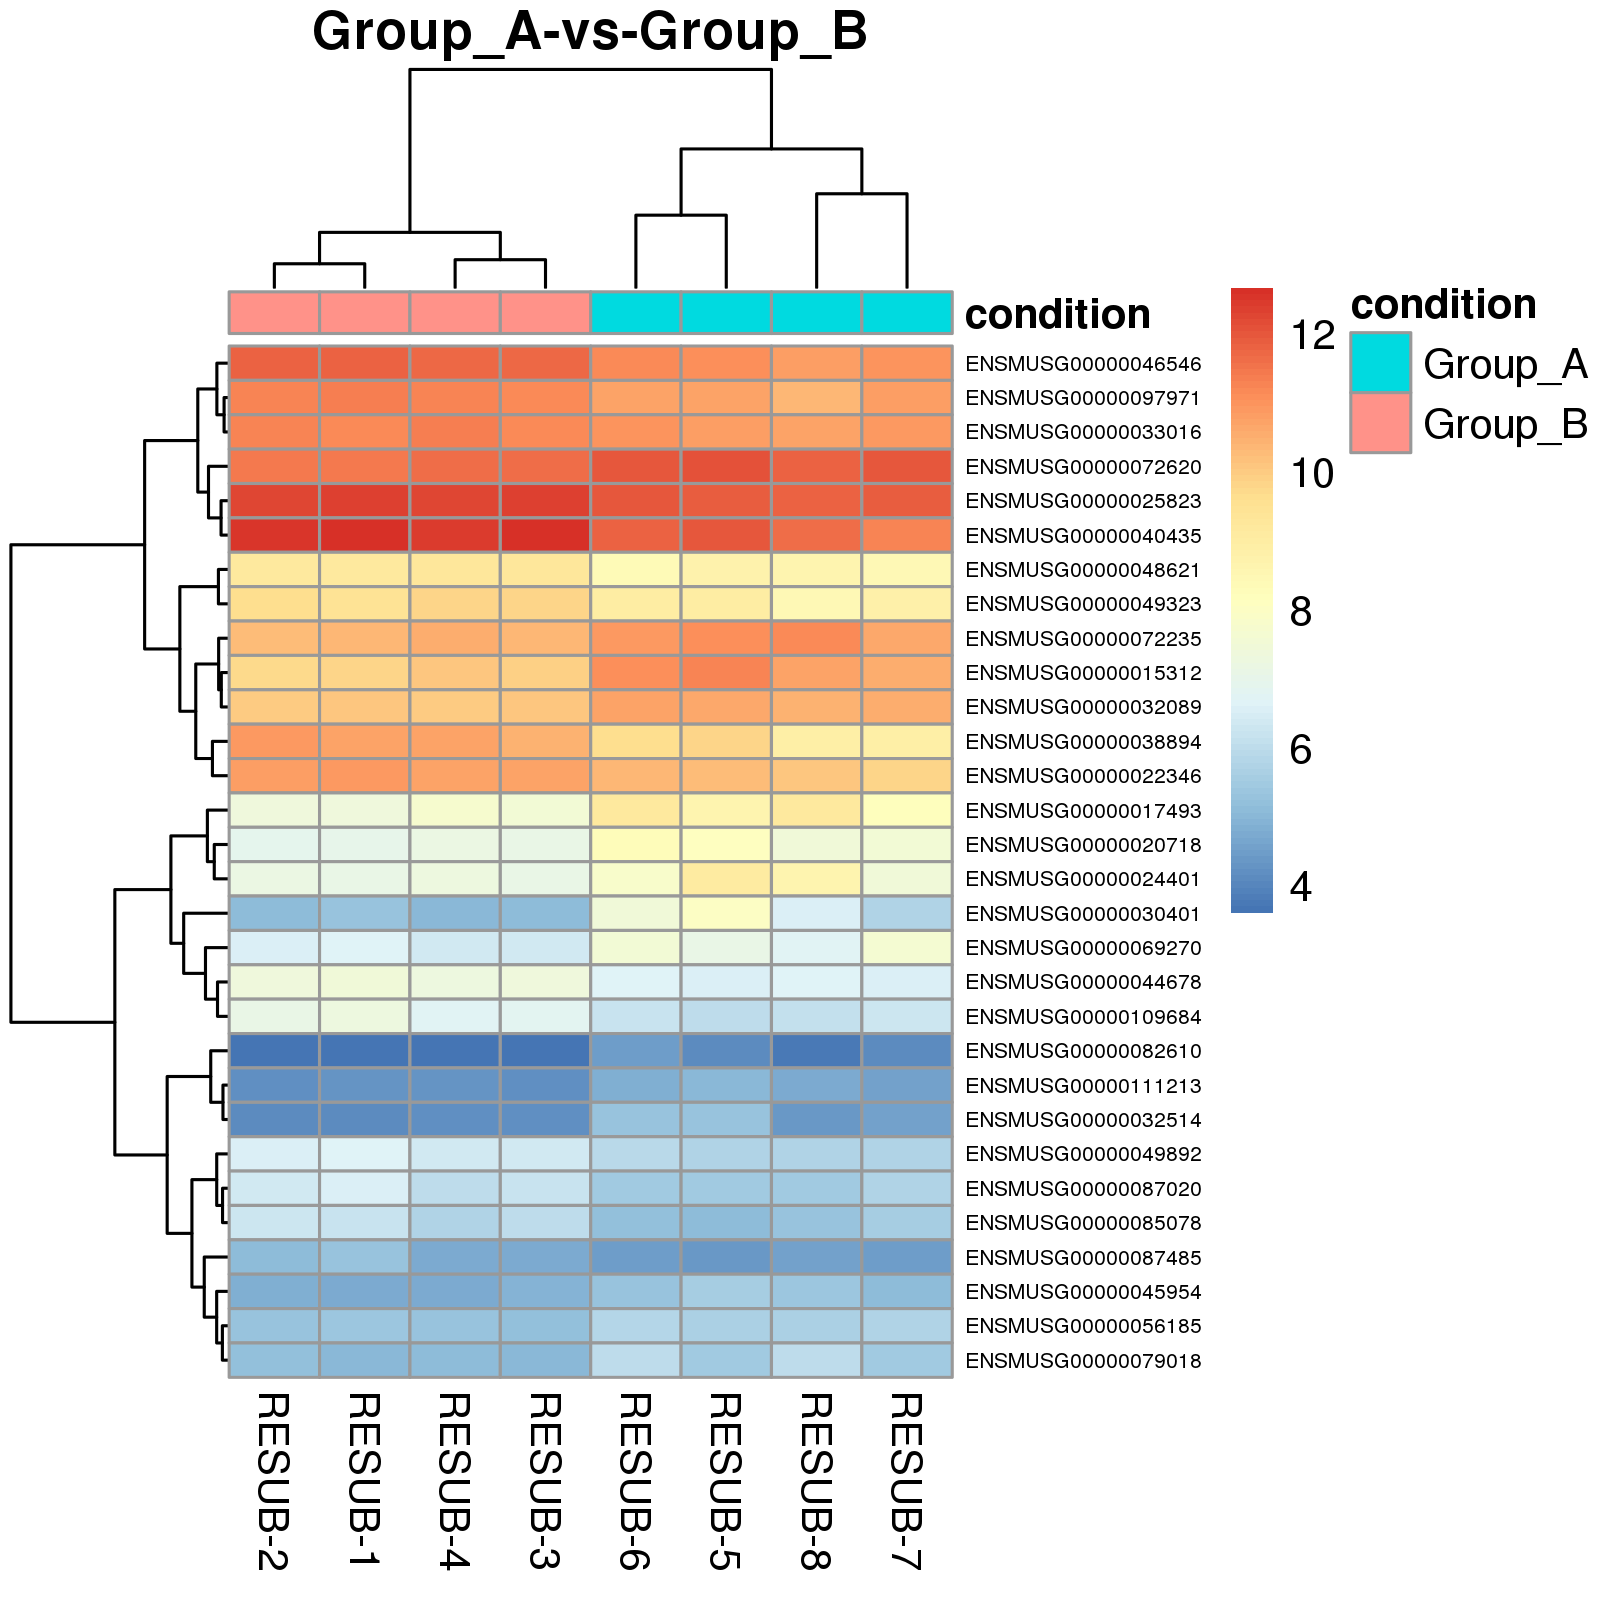 Group_A-vs-Group_B
condition
ENSMUSG00000046546
ENSMUSG00000097971
ENSMUSG00000033016
ENSMUSG00000072620
ENSMUSG00000025823
ENSMUSG00000040435
ENSMUSG00000048621
ENSMUSG00000049323
ENSMUSG00000072235
ENSMUSG00000015312
ENSMUSG00000032089
ENSMUSG00000038894
ENSMUSG00000022346
ENSMUSG00000017493
ENSMUSG00000020718
ENSMUSG00000024401
ENSMUSG00000030401
ENSMUSG00000069270
ENSMUSG00000044678
ENSMUSG00000109684
ENSMUSG00000082610
ENSMUSG00000111213
ENSMUSG00000032514
ENSMUSG00000049892
ENSMUSG00000087020
ENSMUSG00000085078
ENSMUSG00000087485
ENSMUSG00000045954
ENSMUSG00000056185
ENSMUSG00000079018
RESUB-2
RESUB-1
RESUB-4
RESUB-3
RESUB-6
RESUB-5
RESUB-8
RESUB-7
12
10
8
6
4
condition
Group_A
Group_B